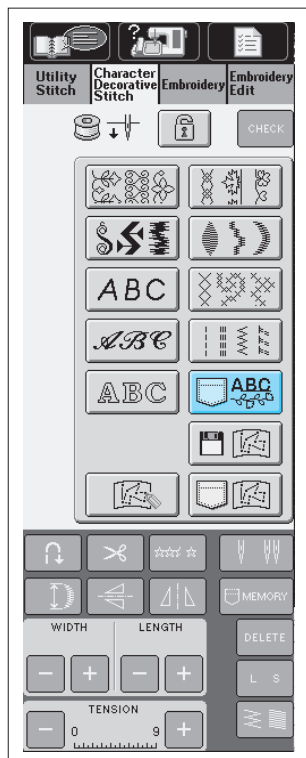 Utility Stitch
Character Decorative Stitch
Embroidery
Embroidery Edit
CHECK
ABC
ABC
ABC
ABC
MEMORY
WIDTH
LENGTH
DELETE
L S
TENSION
0 9